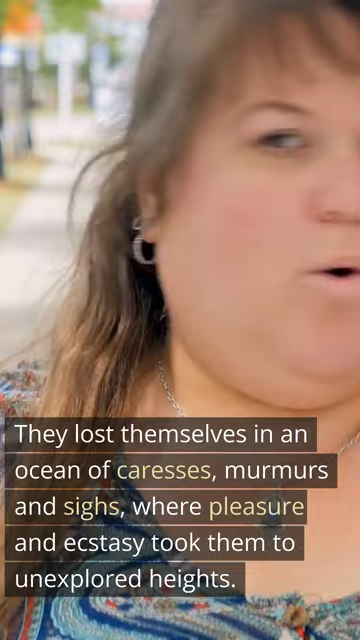 They lost themselves in an
ocean of caresses, murmurs
and sighs, where pleasure
and ecstasy took them to
unexplored heights.